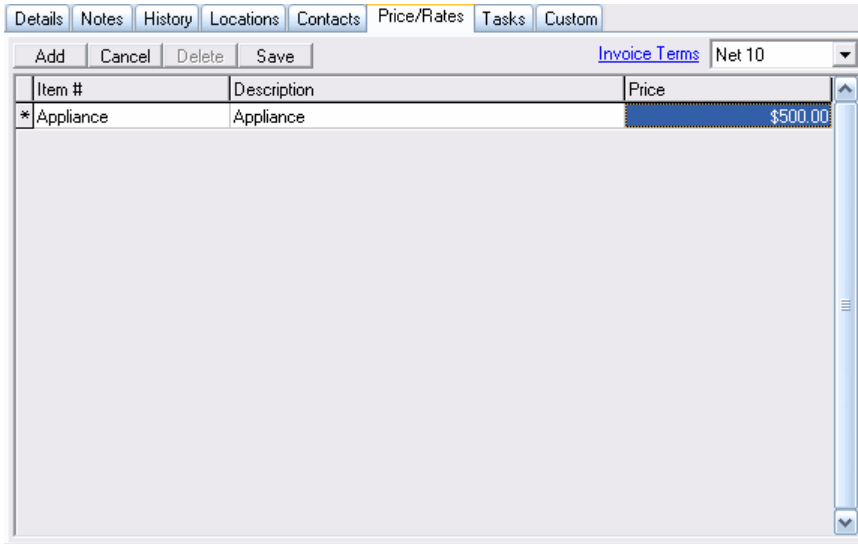 Details Notes History Locations Contacts Price/Rates Tasks Custom
Add Cancel Delete Save Invoice Terms Net 10
Item # Description Price
* Appliance Appliance $500.00